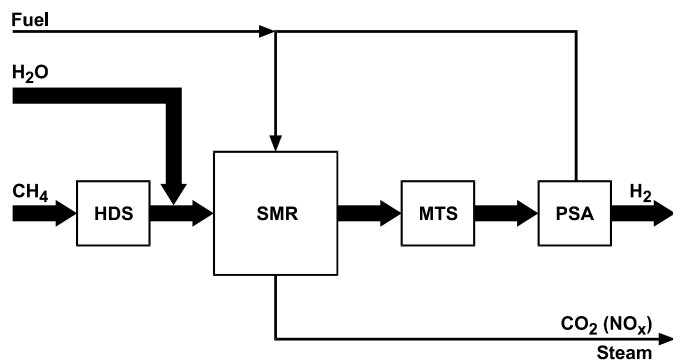 Fuel
H₂O
CH₄
HDS
SMR
MTS
PSA
H₂
CO₂ (NOₓ)
Steam